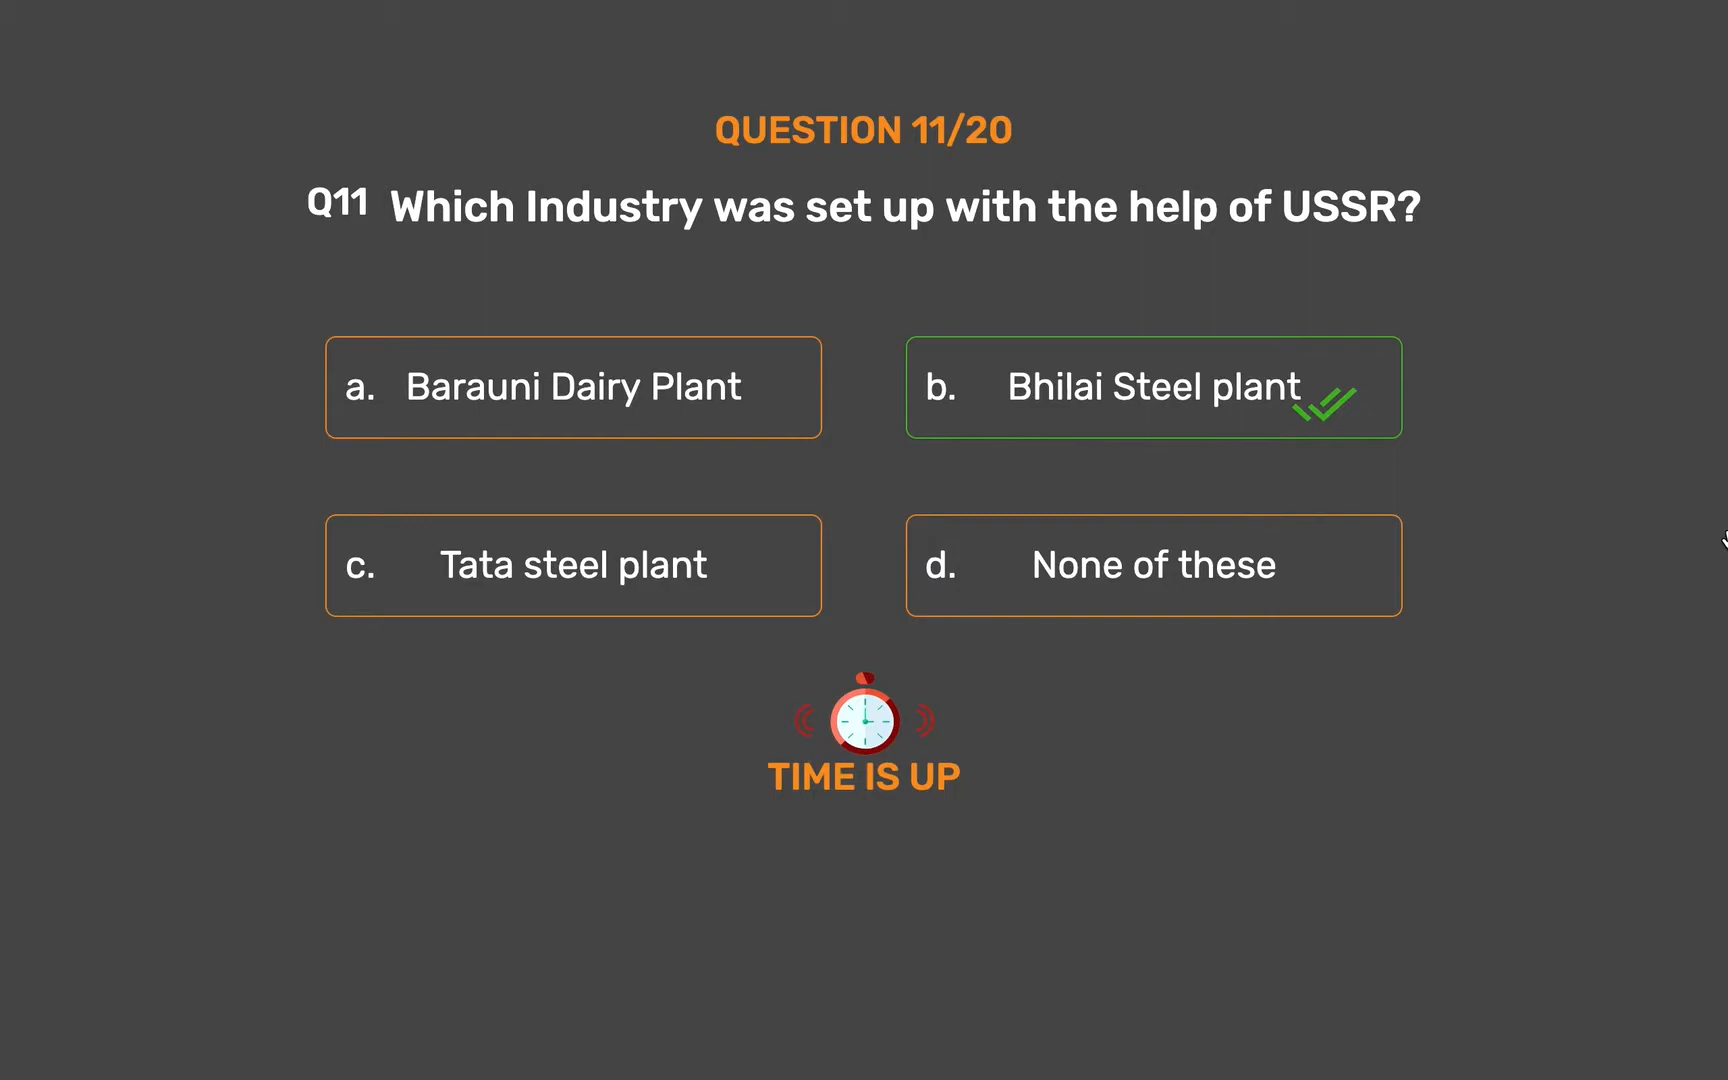 QUESTION 11/20
Q11 Which Industry was set up with the help of USSR?
a. Barauni Dairy Plant
b. Bhilai Steel plant
c. Tata steel plant
d. None of these
TIME IS UP